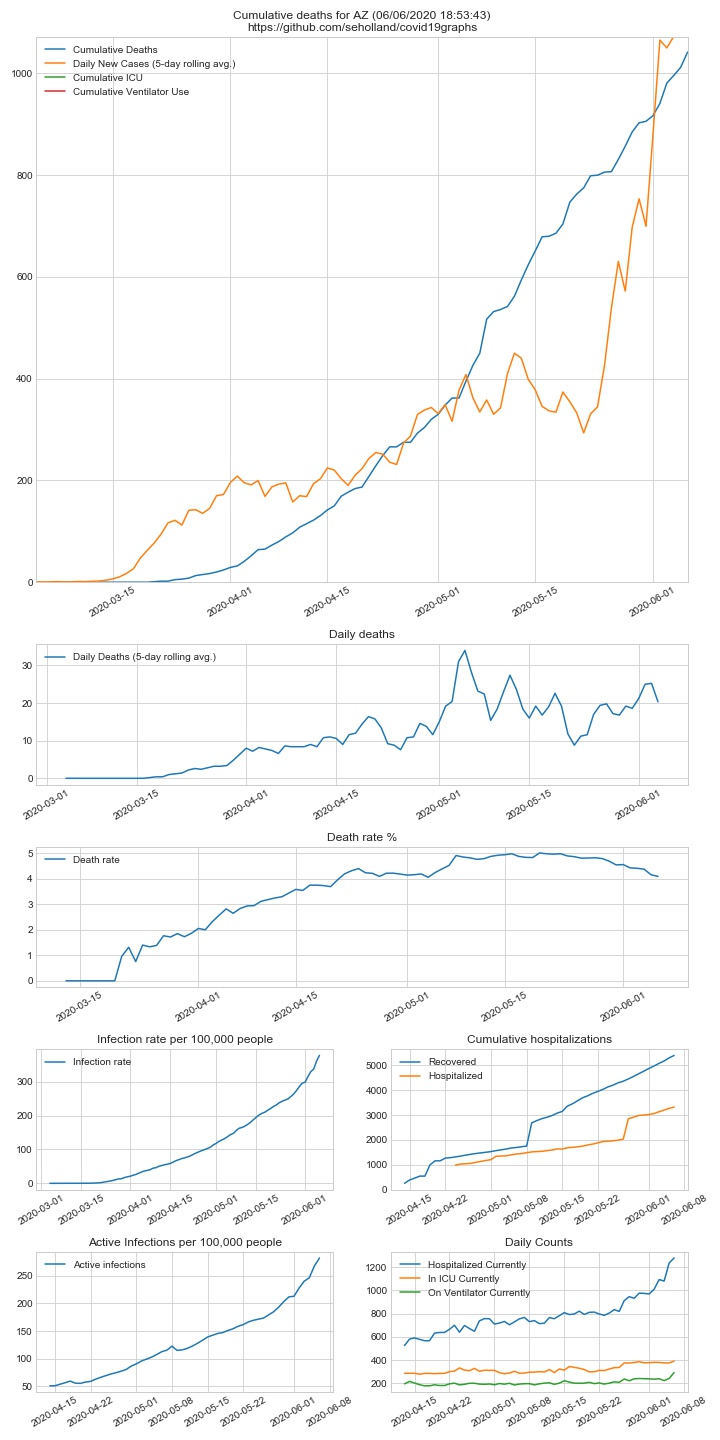 Cumulative deaths for AZ (06/06/2020 18:53:43)
https://github.com/seholland/covid19graphs
Cumulative Deaths
Daily New Cases (5-day rolling avg.)
Cumulative ICU
Cumulative Ventilator Use
1000
800
600
400
200
0
2020-03-15 2020-04-01 2020-04-15 2020-05-01 2020-05-15 2020-06-01
Daily deaths
Daily Deaths (5-day rolling avg.)
30
20
10
0
2020-03-01 2020-03-15 2020-04-01 2020-04-15 2020-05-01 2020-05-15 2020-06-01
Death rate %
Death rate
5
4
3
2
1
0
2020-03-15 2020-04-01 2020-04-15 2020-05-01 2020-05-15 2020-06-01
Infection rate per 100,000 people
Infection rate
300
200
100
0
2020-03-01 2020-03-15 2020-04-01 2020-04-15 2020-05-01 2020-05-15 2020-06-01
Cumulative hospitalizations
Recovered
Hospitalized
5000
4000
3000
2000
1000
0
2020-04-15 2020-04-22 2020-05-01 2020-05-08 2020-05-15 2020-05-22 2020-06-01 2020-06-08
Active Infections per 100,000 people
Active infections
250
200
150
100
50
2020-04-15 2020-04-22 2020-05-01 2020-05-08 2020-05-15 2020-05-22 2020-06-01 2020-06-08
Daily Counts
Hospitalized Currently
In ICU Currently
On Ventilator Currently
1200
1000
800
600
400
200
2020-04-15 2020-04-22 2020-05-01 2020-05-08 2020-05-15 2020-05-22 2020-06-01 2020-06-08